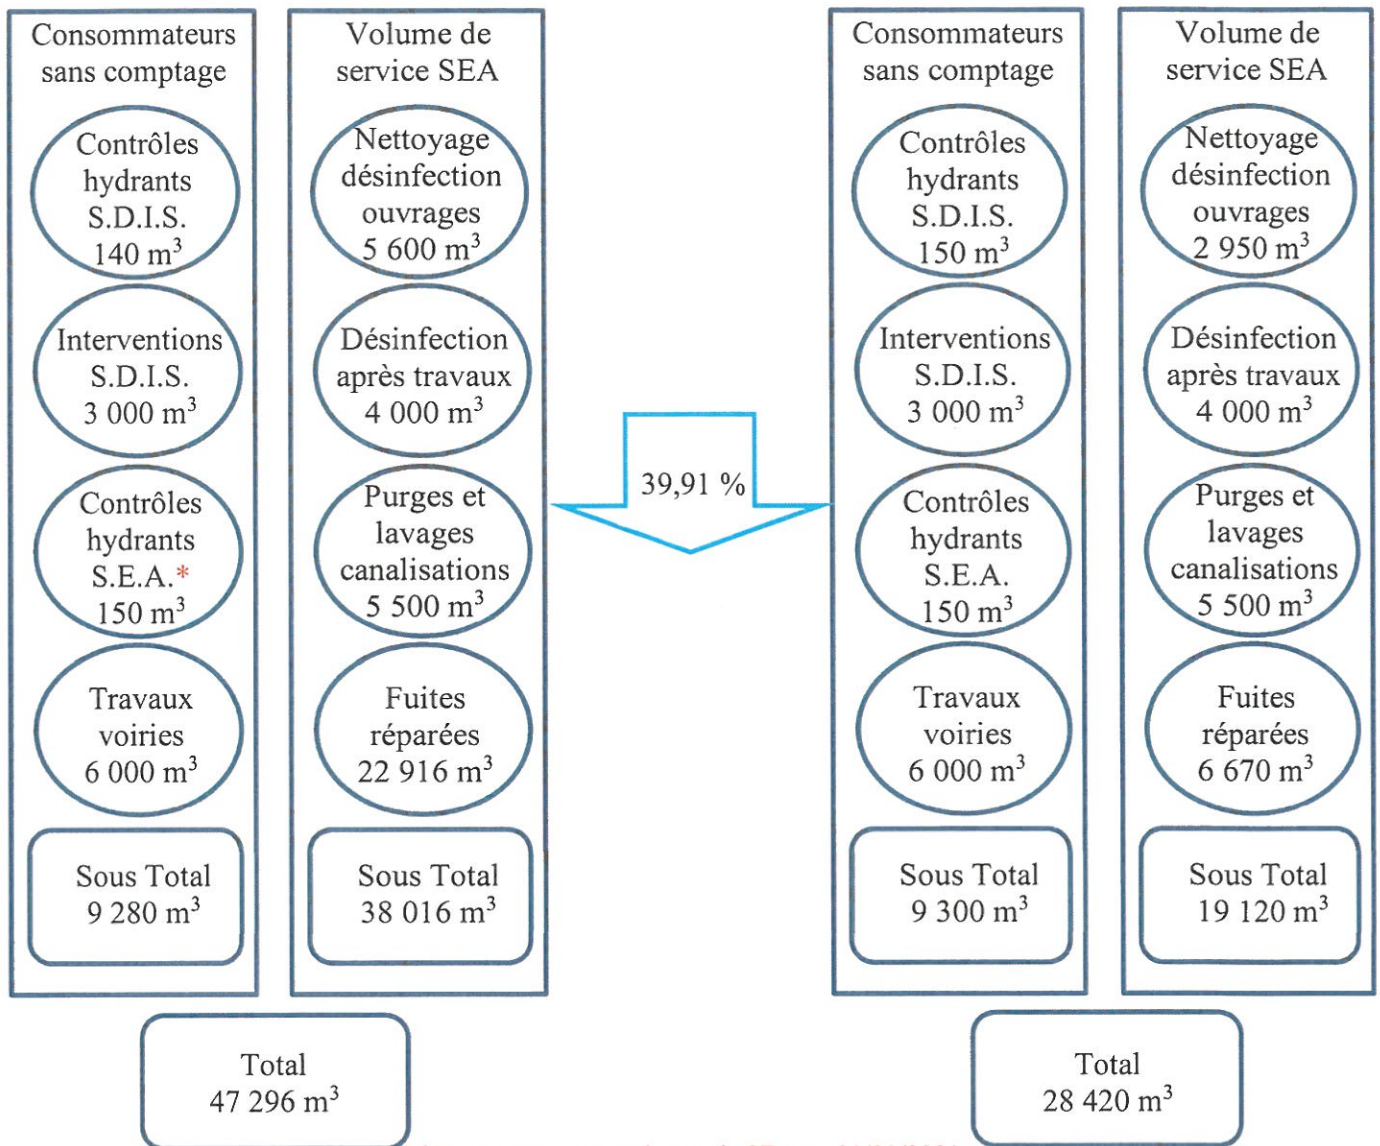 Consommateurs
sans comptage
Contrôles
hydrants
S.D.I.S.
140 m³
Interventions
S.D.I.S.
3 000 m³
Contrôles
hydrants
S.E.A.*
150 m³
Travaux
voiries
6 000 m³
Sous Total
9 280 m³
Volume de
service SEA
Nettoyage
désinfection
ouvrages
5 600 m³
Désinfection
après travaux
4 000 m³
Purges et
lavages
canalisations
5 500 m³
Fuites
réparées
22 916 m³
Sous Total
38 016 m³
Total
47 296 m³
39,91 %
Consommateurs
sans comptage
Contrôles
hydrants
S.D.I.S.
150 m³
Interventions
S.D.I.S.
3 000 m³
Contrôles
hydrants
S.E.A.
150 m³
Travaux
voiries
6 000 m³
Sous Total
9 300 m³
Volume de
service SEA
Nettoyage
désinfection
ouvrages
2 950 m³
Désinfection
après travaux
4 000 m³
Purges et
lavages
canalisations
5 500 m³
Fuites
réparées
6 670 m³
Sous Total
19 120 m³
Total
28 420 m³